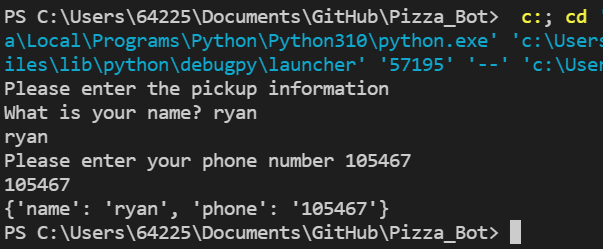 PS C:\Users\64225\Documents\GitHub\Pizza_Bot>  c:; cd '
a\Local\Programs\Python\Python310\python.exe' 'c:\Users
iles\lib\python\debugpy\launcher' '57195' '--' 'c:\User
Please enter the pickup information
What is your name? ryan
ryan
Please enter your phone number 105467
105467
{'name': 'ryan', 'phone': '105467'}
PS C:\Users\64225\Documents\GitHub\Pizza_Bot>